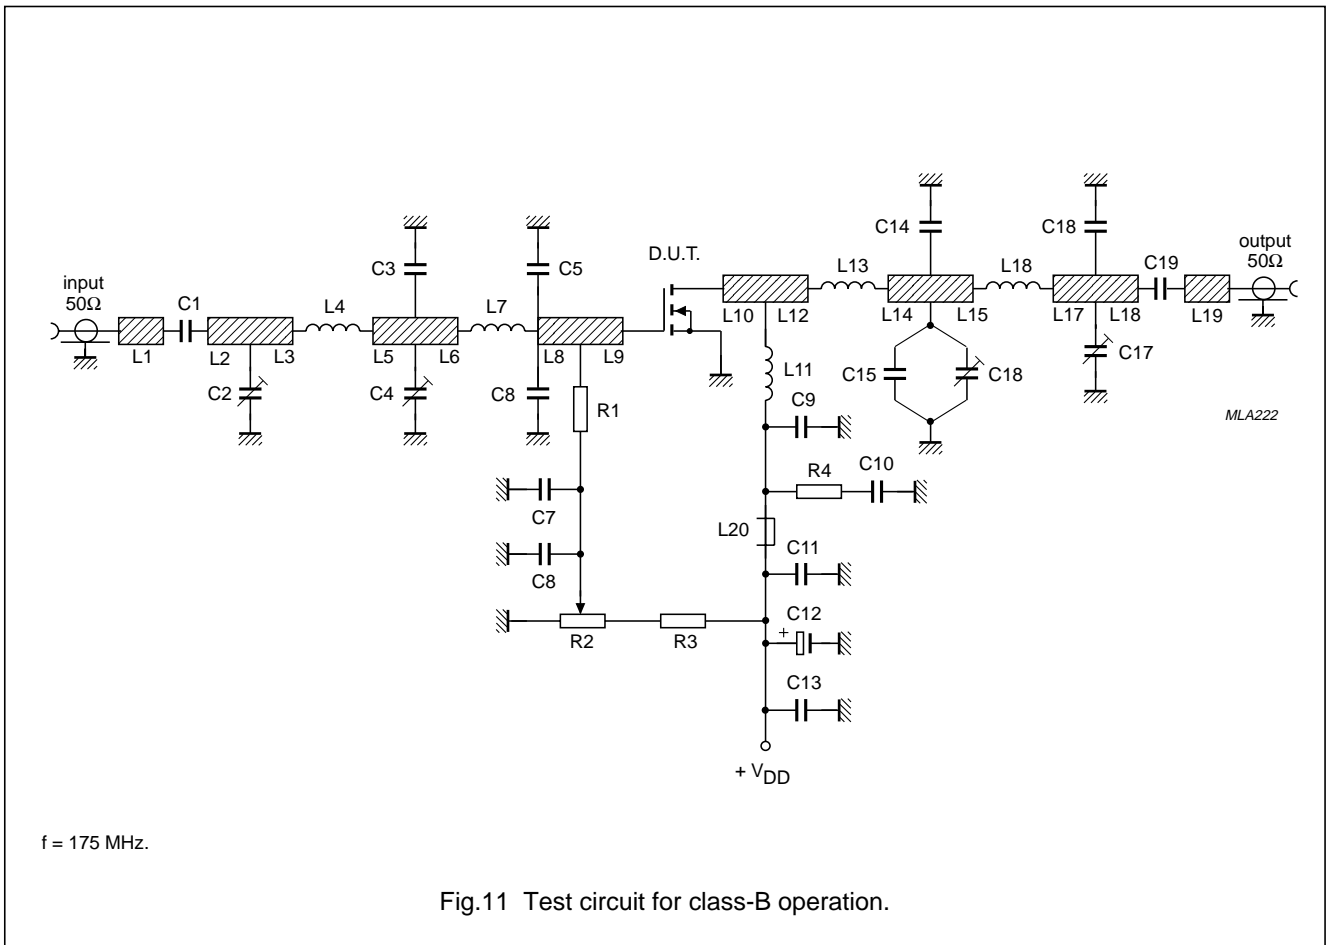 C14
C18
D.U.T.
output
50Ω
C3
C5
L13
L18
C19
input
50Ω
C1
L4
L7
L10
L12
L14
L15
L17
L18
L19
L1
L2
L3
L5
L6
L8
L9
L11
C15
C18
C17
C2
C4
C8
R1
C9
MLA222
R4
C10
C7
L20
C11
C8
C12
+
R2
R3
C13
+ VDD
f = 175 MHz.
Fig.11 Test circuit for class-B operation.